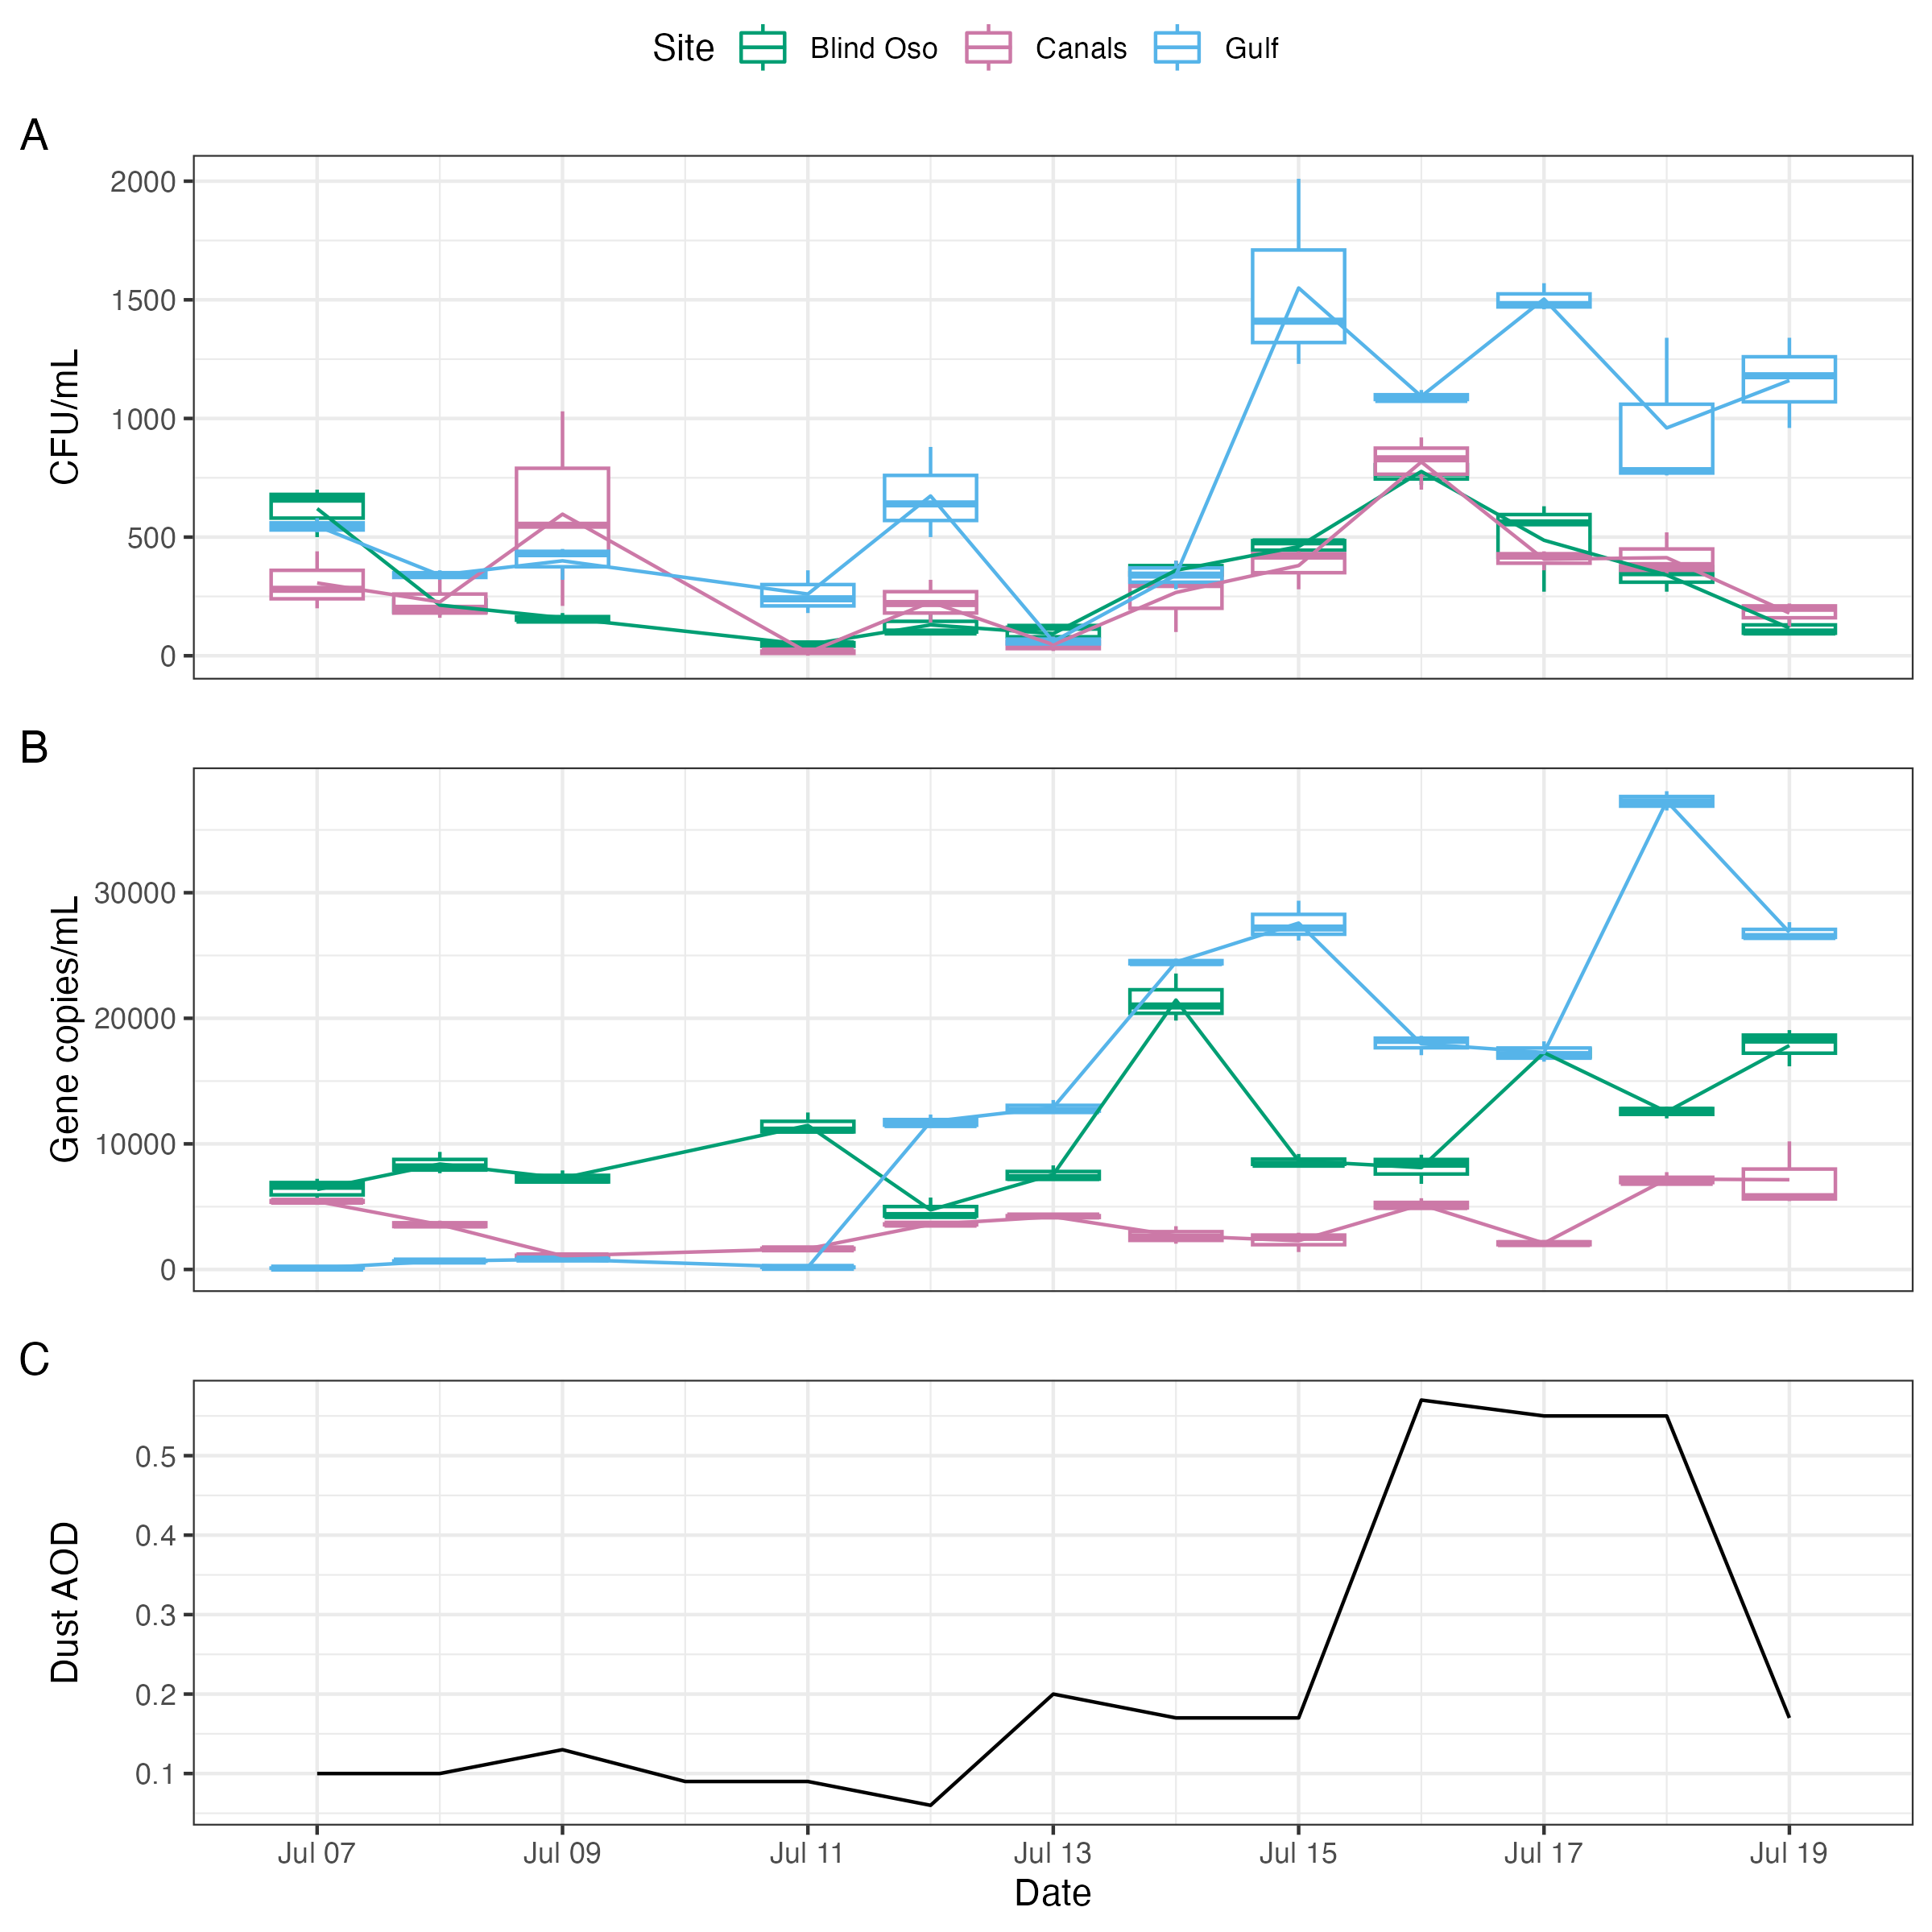 Site Blind Oso Canals Gulf
A
2000
1500
1000
500
0
CFU/mL
B
30000
20000
10000
0
Gene copies/mL
C
0.5
0.4
0.3
0.2
0.1
Dust AOD
Jul 07 Jul 09 Jul 11 Jul 13 Jul 15 Jul 17 Jul 19
Date